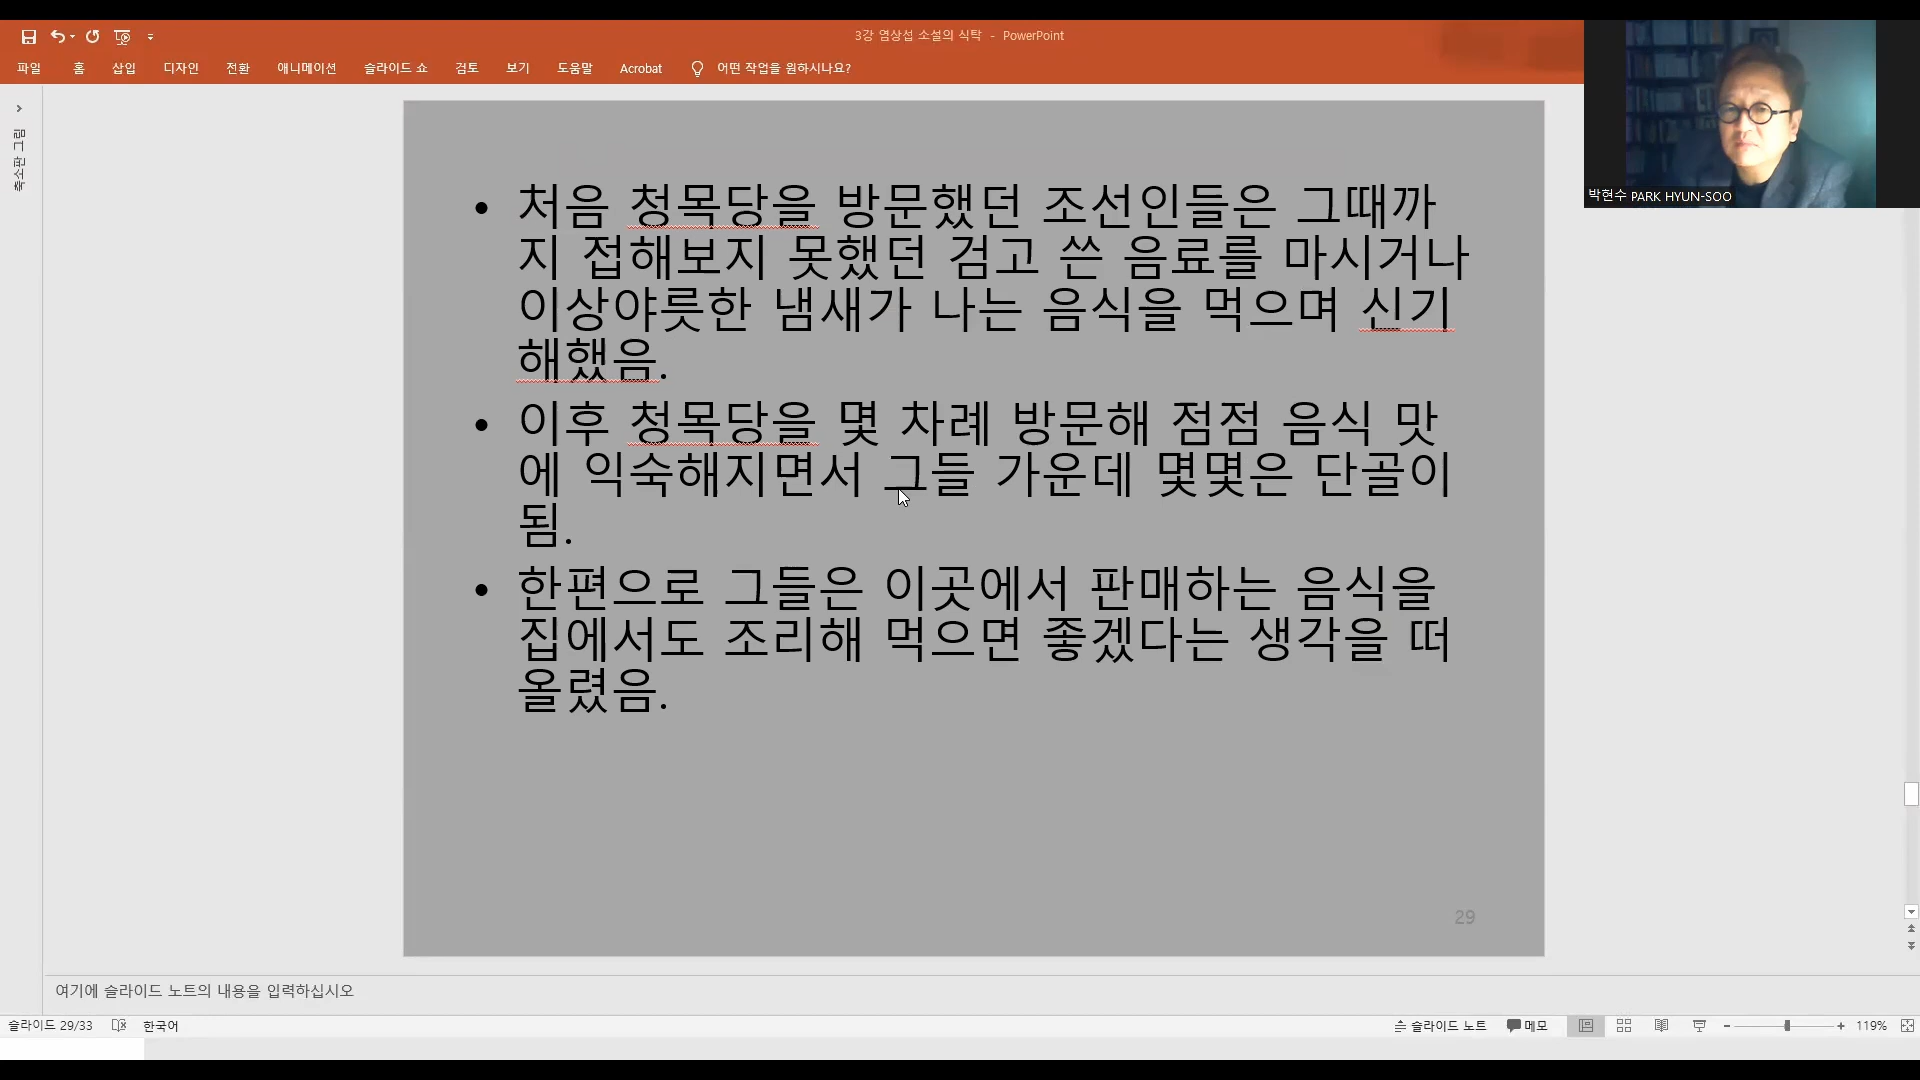 3강 염상섭 소설의 식탁 - PowerPoint
파일 홈 삽입 디자인 전환 애니메이션 슬라이드 쇼 검토 보기 도움말 Acrobat 어떤 작업을 원하시나요?
축소판 그림
박현수 PARK HYUN-SOO
• 처음 청목당을 방문했던 조선인들은 그때까
지 접해보지 못했던 검고 쓴 음료를 마시거나
이상야릇한 냄새가 나는 음식을 먹으며 신기
해했음.
• 이후 청목당을 몇 차례 방문해 점점 음식 맛
에 익숙해지면서 그들 가운데 몇몇은 단골이
됨.
• 한편으로 그들은 이곳에서 판매하는 음식을
집에서도 조리해 먹으면 좋겠다는 생각을 떠
올렸음.
29
여기에 슬라이드 노트의 내용을 입력하십시오
슬라이드 29/33 한국어 슬라이드 노트 메모 119%